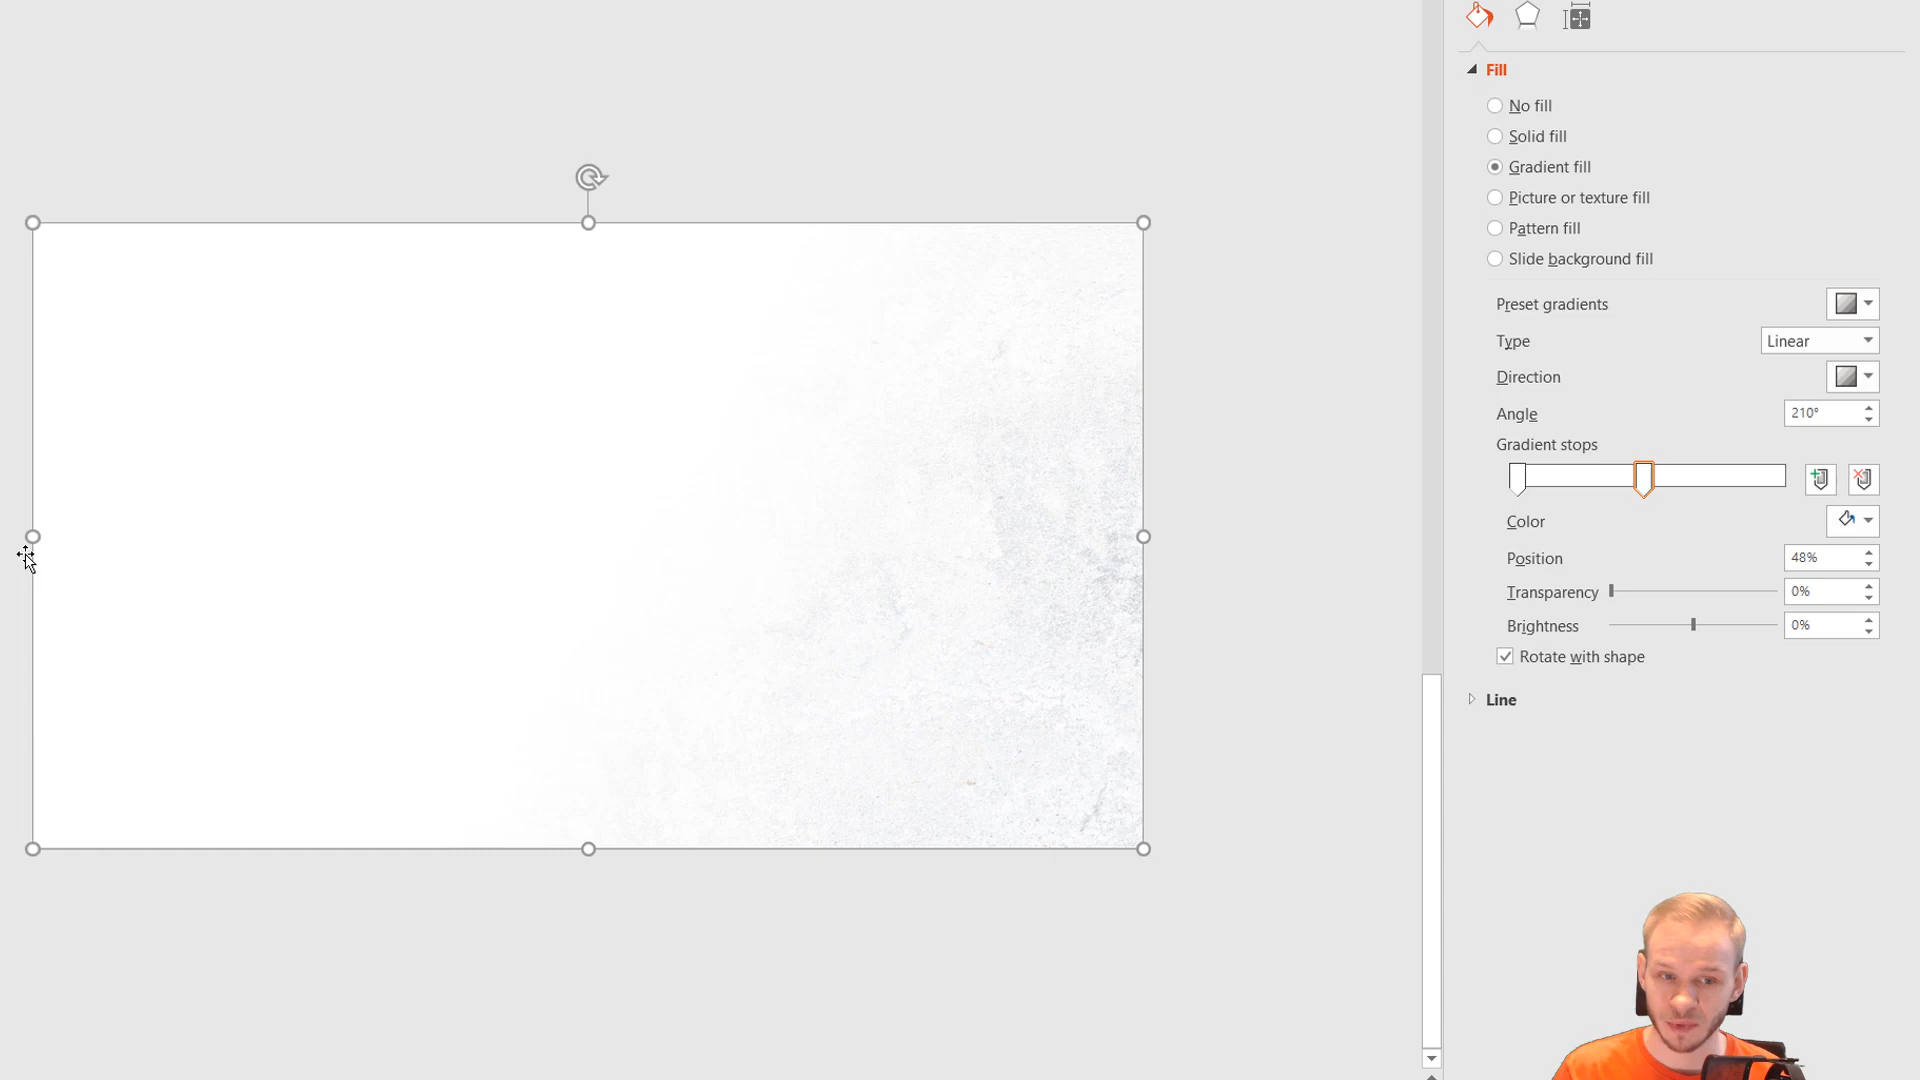 Fill
No fill
Solid fill
Gradient fill
Picture or texture fill
Pattern fill
Slide background fill
Preset gradients
Type
Linear
Direction
Angle
210°
Gradient stops
Color
Position
48%
Transparency
0%
Brightness
0%
Rotate with shape
Line